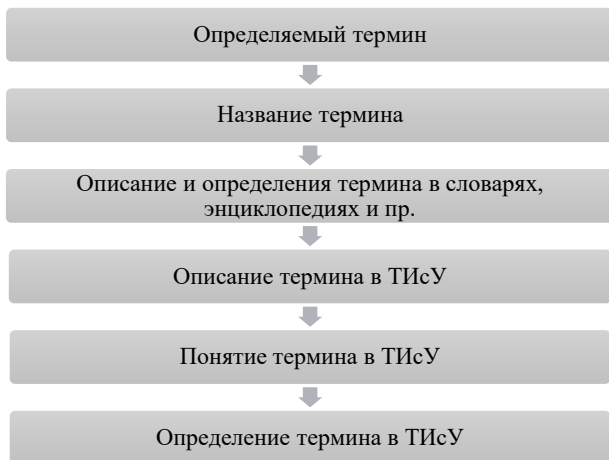 Определяемый термин
Название термина
Описание и определения термина в словарях,
энциклопедиях и пр.
Описание термина в ТИсУ
Понятие термина в ТИсУ
Определение термина в ТИсУ